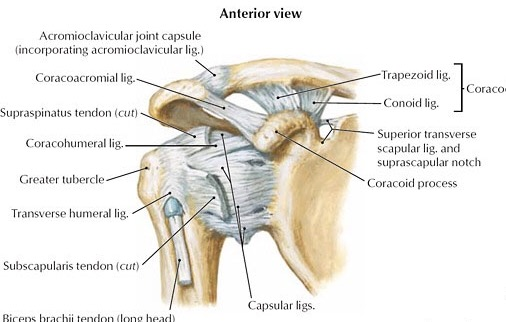 Anterior view
Acromioclavicular joint capsule
(incorporating acromioclavicular lig.)
Coracoacromial lig.
Supraspinatus tendon (cut)
Coracohumeral lig.
Greater tubercle
Transverse humeral lig.
Subscapularis tendon (cut)
Biceps brachii tendon (long head)
Capsular ligs.
Trapezoid lig.
Conoid lig.
Coraco
Superior transverse
scapular lig. and
suprascapular notch
Coracoid process